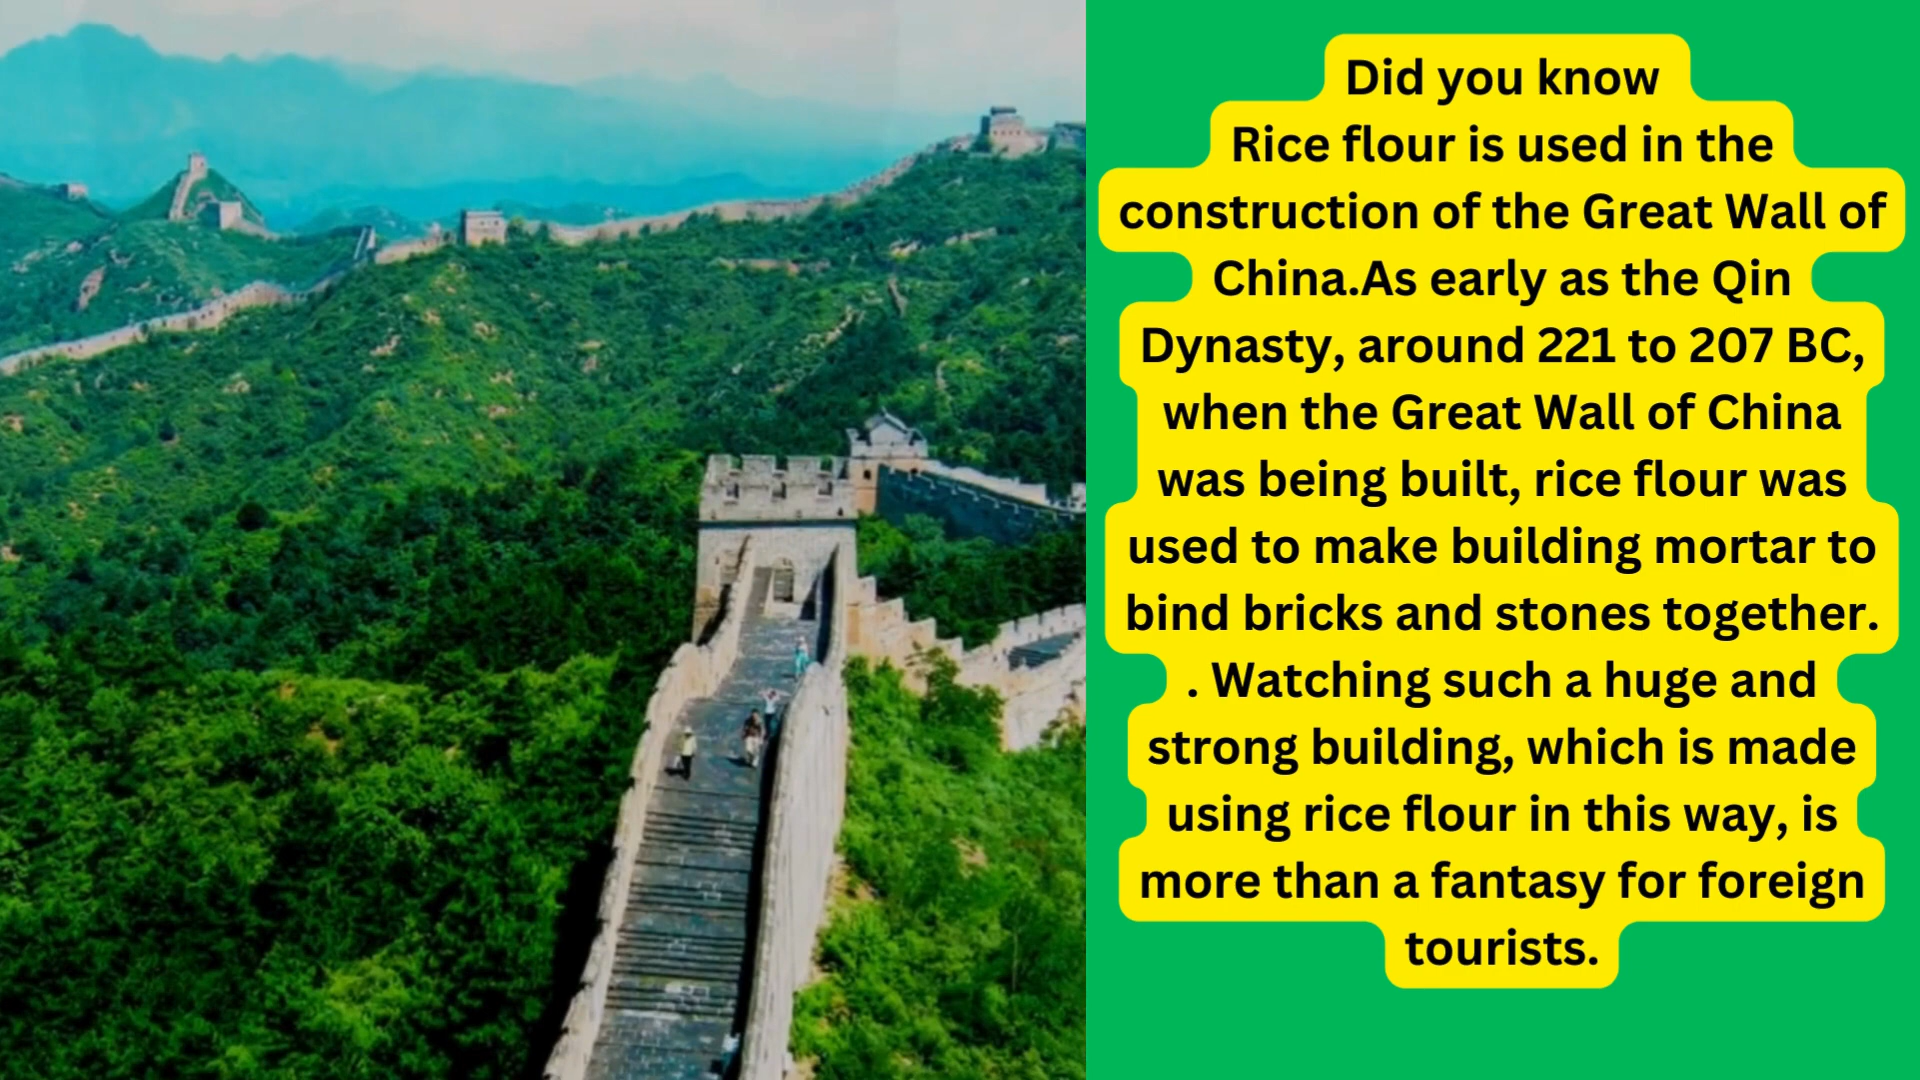 Did you know
Rice flour is used in the
construction of the Great Wall of
China.As early as the Qin
Dynasty, around 221 to 207 BC,
when the Great Wall of China
was being built, rice flour was
used to make building mortar to
bind bricks and stones together.
. Watching such a huge and
strong building, which is made
using rice flour in this way, is
more than a fantasy for foreign
tourists.